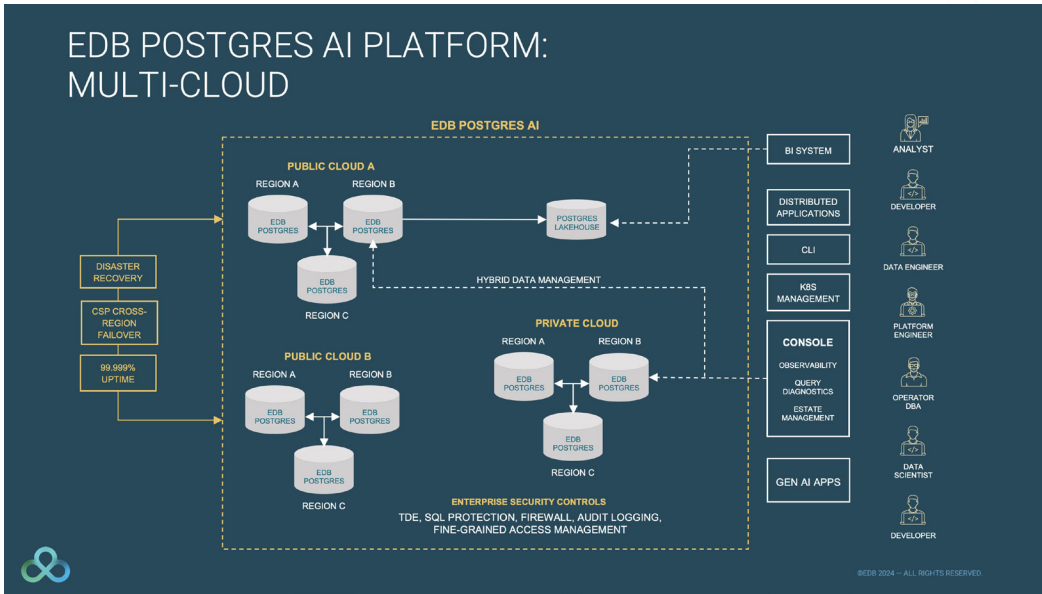 EDB POSTGRES AI PLATFORM:
MULTI-CLOUD
EDB POSTGRES AI
DISASTER
RECOVERY
CSP CROSS-
REGION
FAILOVER
99.999%
UPTIME
PUBLIC CLOUD A
REGION A
REGION B
EDB
POSTGRES
EDB
POSTGRES
EDB
POSTGRES
REGION C
POSTGRES
LAKEHOUSE
HYBRID DATA MANAGEMENT
PUBLIC CLOUD B
REGION A
REGION B
EDB
POSTGRES
EDB
POSTGRES
EDB
POSTGRES
REGION C
PRIVATE CLOUD
REGION A
REGION B
EDB
POSTGRES
EDB
POSTGRES
EDB
POSTGRES
REGION C
ENTERPRISE SECURITY CONTROLS
TDE, SQL PROTECTION, FIREWALL, AUDIT LOGGING,
FINE-GRAINED ACCESS MANAGEMENT
BI SYSTEM
DISTRIBUTED
APPLICATIONS
CLI
K8S
MANAGEMENT
CONSOLE
OBSERVABILITY
QUERY
DIAGNOSTICS
ESTATE
MANAGEMENT
GEN AI APPS
ANALYST
DEVELOPER
DATA ENGINEER
PLATFORM
ENGINEER
OPERATOR
DBA
DATA
SCIENTIST
DEVELOPER
©EDB 2024 — ALL RIGHTS RESERVED.